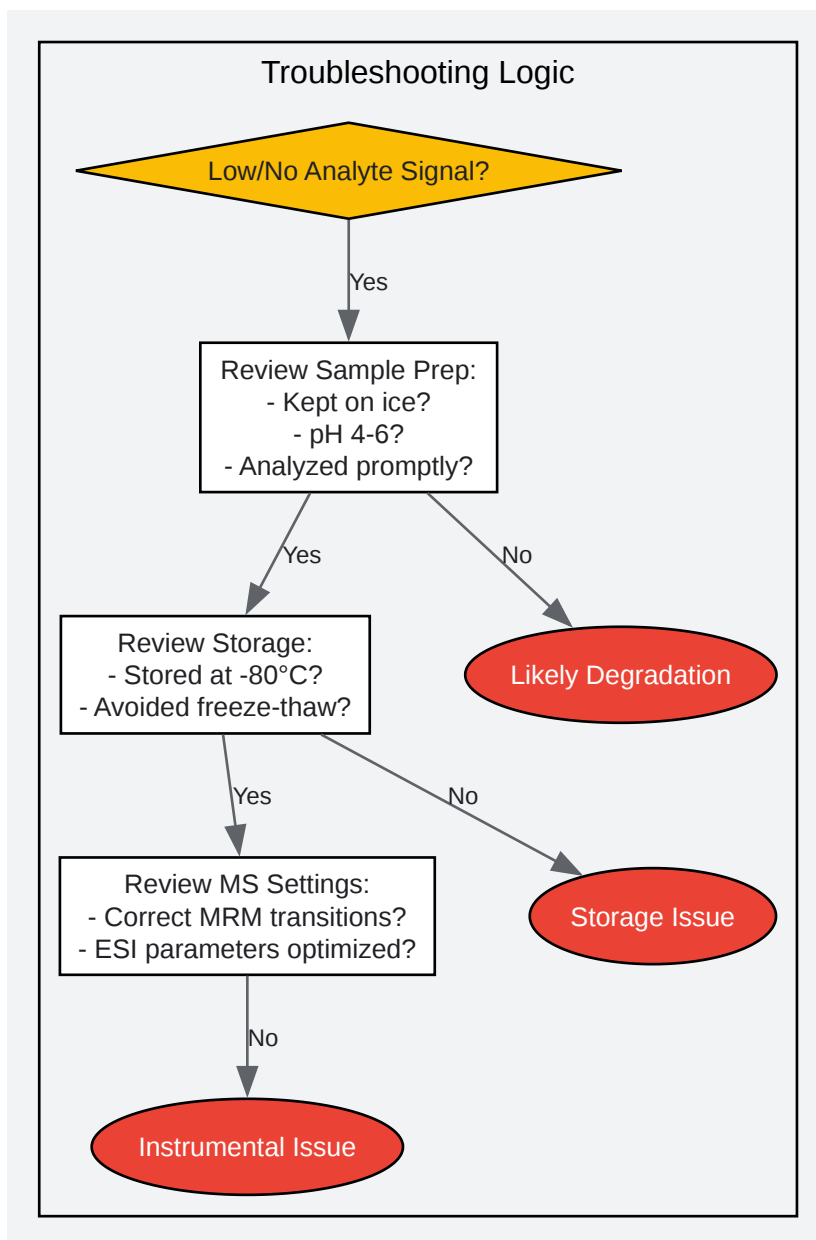 Troubleshooting Logic
Low/No Analyte Signal?
Yes
Review Sample Prep:
- Kept on ice?
- pH 4-6?
- Analyzed promptly?
Yes
No
Review Storage:
- Stored at -80°C?
- Avoided freeze-thaw?
Likely Degradation
Yes
No
Review MS Settings:
- Correct MRM transitions?
- ESI parameters optimized?
Storage Issue
No
Instrumental Issue